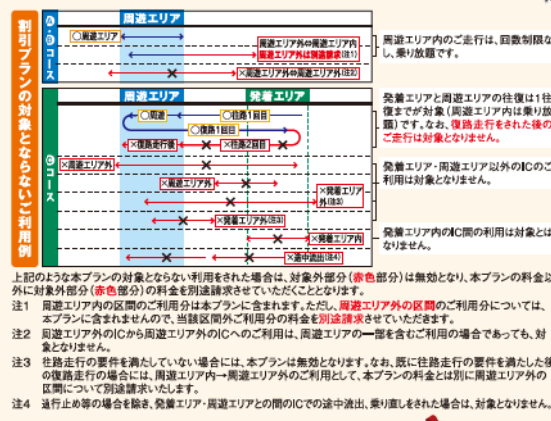 割引プランの対象とならないご利用例
A・Bコース
周遊エリア
○周遊エリア
周遊エリア外⇔周遊エリア内
周遊エリア外は別途請求(注1)
×周遊エリア外⇔周遊エリア外(注2)
周遊エリア内のご走行は、回数制限な
し、乗り放題です。
Cコース
周遊エリア
発着エリア
○周遊
○往路1回目
○復路1回目
×復路走行後
×往路2回目
×周遊エリア外
×周遊エリア外
×発着エリア
外(注3)
×発着エリア外(注3)
×発着エリア内
×途中流出(注4)
発着エリアと周遊エリアの往復は1往
復までが対象(周遊エリア内は乗り放
題)です。なお、復路走行をされた後の
ご走行は対象となりません。
発着エリア・周遊エリア以外のICのご
利用は対象となりません。
発着エリア内のIC間の利用は対象とは
なりません。
上記のような本プランの対象とならない利用をされた場合は、対象外部分(赤色部分)は無効となり、本プランの料金以
外に対象外部分(赤色部分)の料金を別途請求させていただくこととなります。
注1 周遊エリア内の区間のご利用分は本プランに含まれます。ただし、周遊エリア外の区間のご利用分については、
本プランに含まれませんので、当該区間外ご利用分の料金を別途請求させていただきます。
注2 周遊エリア外のICから周遊エリア外のICへのご利用は、周遊エリアの一部を含むご利用の場合であっても、対
象となりません。
注3 往路走行の要件を満たしていない場合には、本プランは無効となります。なお、既に往路走行の要件を満たした後
の復路走行の場合には、周遊エリア内→周遊エリア外のご利用として、本プランの料金とは別に周遊エリア外の
区間について別途請求いたします。
注4 通行止め等の場合を除き、発着エリア・周遊エリアとの間のICでの途中流出、乗り直しをされた場合は、対象となりません。